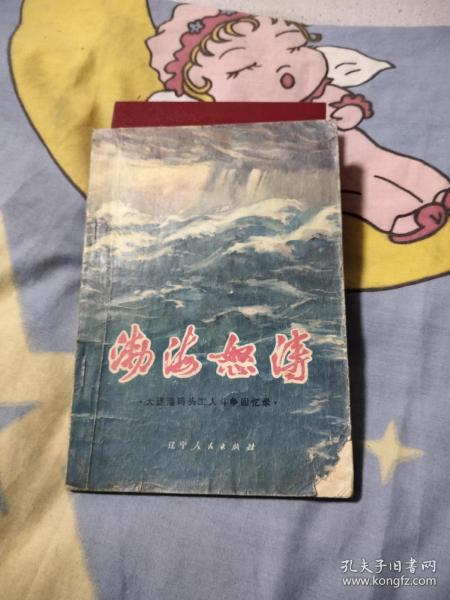 渤海怒涛
·大连港码头工人斗争回忆录·
辽宁人民出版社
孔夫子旧书网
www.kongfz.com